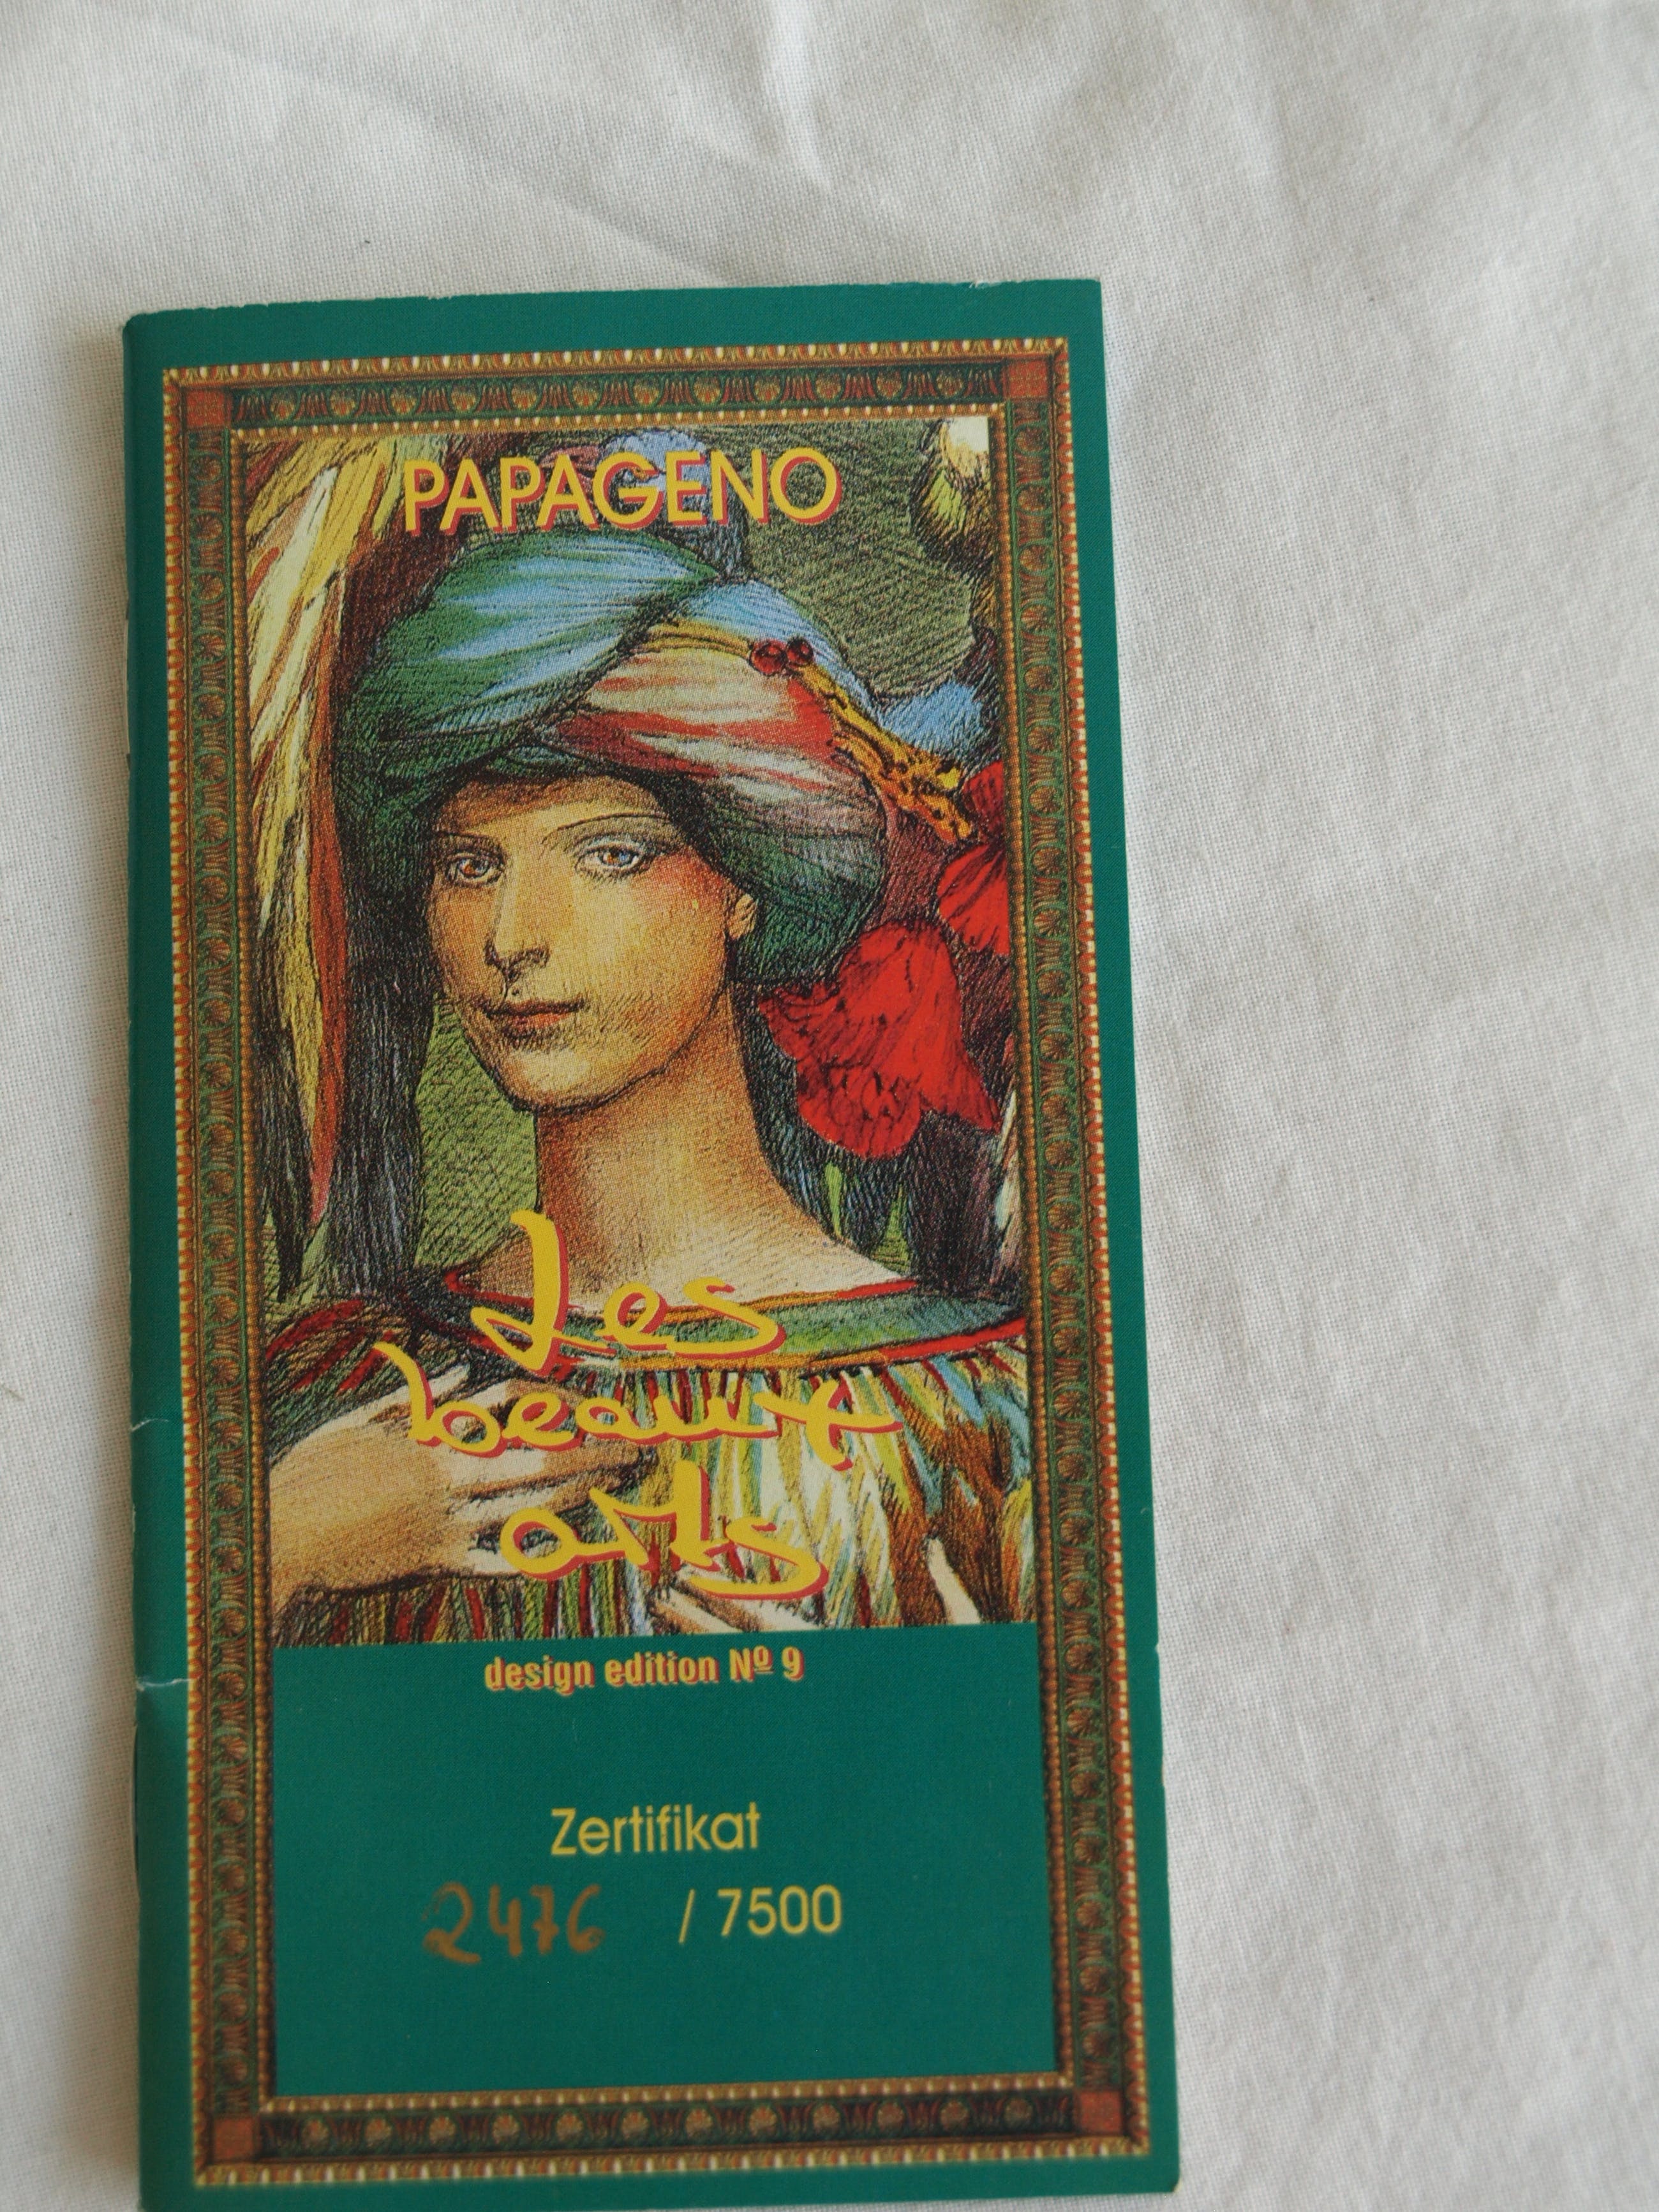 PAPAGENO
Les
beaux
arts
design edition Nº 9
Zertifikat
2476 / 7500